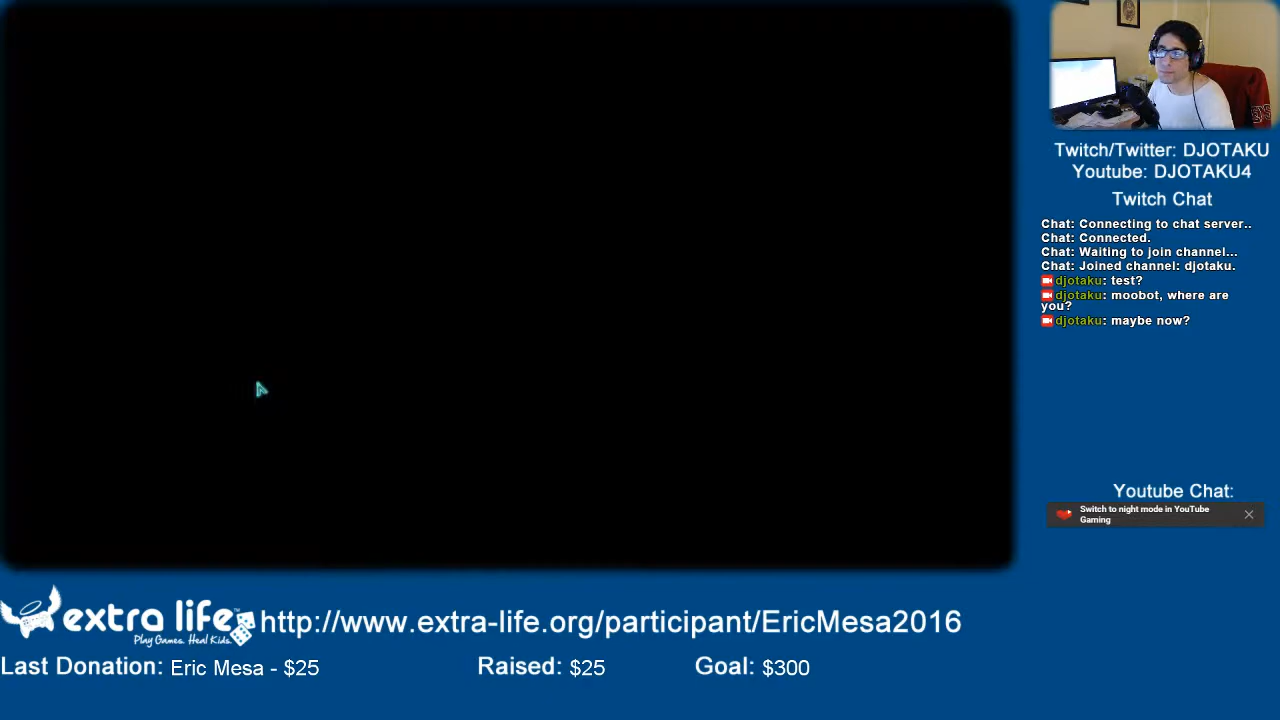 Twitch/Twitter: DJOTAKU
Youtube: DJOTAKU4
Twitch Chat
Chat: Connecting to chat server..
Chat: Connected.
Chat: Waiting to join channel...
Chat: Joined channel: djotaku.
djotaku: test?
djotaku: moobot, where are
you?
djotaku: maybe now?
Youtube Chat:
Switch to night mode in YouTube
Gaming
extra life
Play Games. Heal Kids.
http://www.extra-life.org/participant/EricMesa2016
Last Donation: Eric Mesa - $25
Raised: $25
Goal: $300